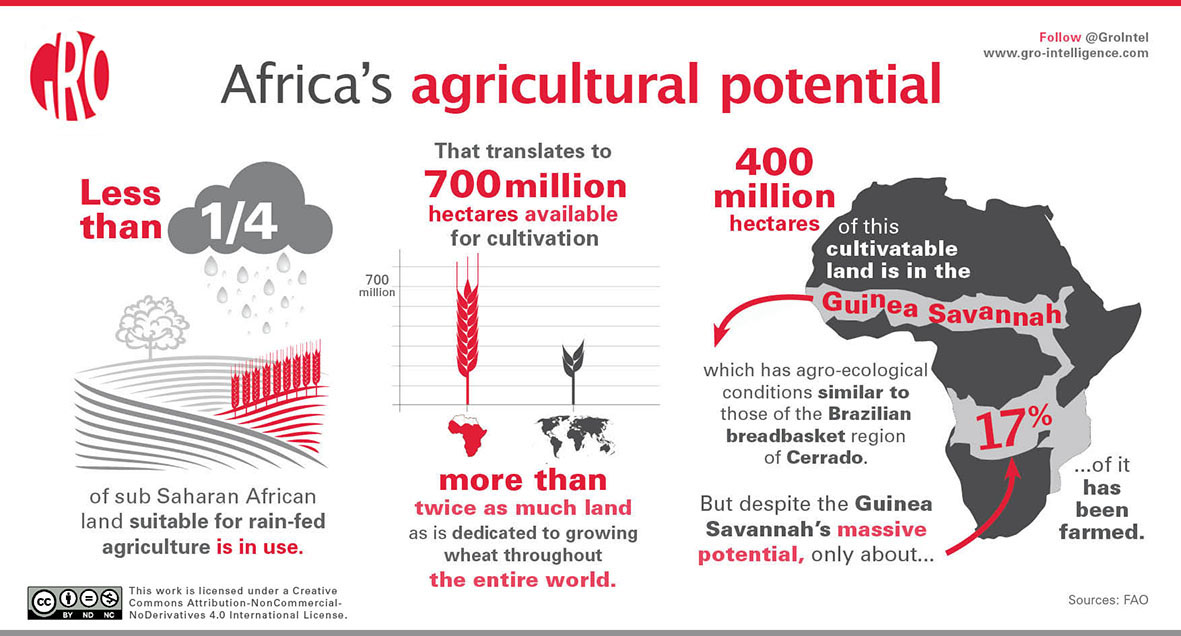 GRO
Follow @GroIntel
www.gro-intelligence.com
Africa's agricultural potential
Less
than
1/4
of sub Saharan African
land suitable for rain-fed
agriculture is in use.
That translates to
700 million
hectares available
for cultivation
700
million
more than
twice as much land
as is dedicated to growing
wheat throughout
the entire world.
400
million
hectares
of this
cultivatable
land is in the
Guinea Savannah
which has agro-ecological
conditions similar to
those of the Brazilian
breadbasket region
of Cerrado.
But despite the Guinea
Savannah's massive
potential, only about...
17%
...of it
has
been
farmed.
cc
BY ND NC
This work is licensed under a Creative
Commons Attribution-NonCommercial-
NoDerivatives 4.0 International License.
Sources: FAO